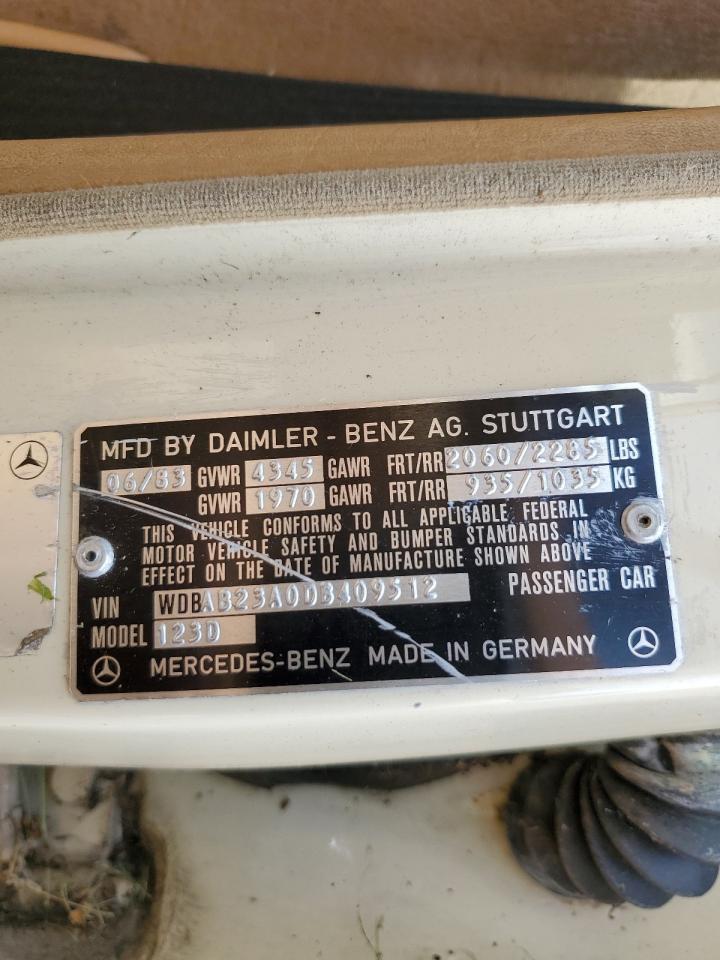 MFD BY DAIMLER - BENZ AG. STUTTGART
06/83 GVWR 4345 GAWR FRT/RR 2060/2285 LBS
GVWR 1970 GAWR FRT/RR 935/1035 KG
THIS VEHICLE CONFORMS TO ALL APPLICABLE FEDERAL
MOTOR VEHICLE SAFETY AND BUMPER STANDARDS IN
EFFECT ON THE DATE OF MANUFACTURE SHOWN ABOVE
VIN WDBAB23A0DB409512 PASSENGER CAR
MODEL 123D
MERCEDES-BENZ MADE IN GERMANY